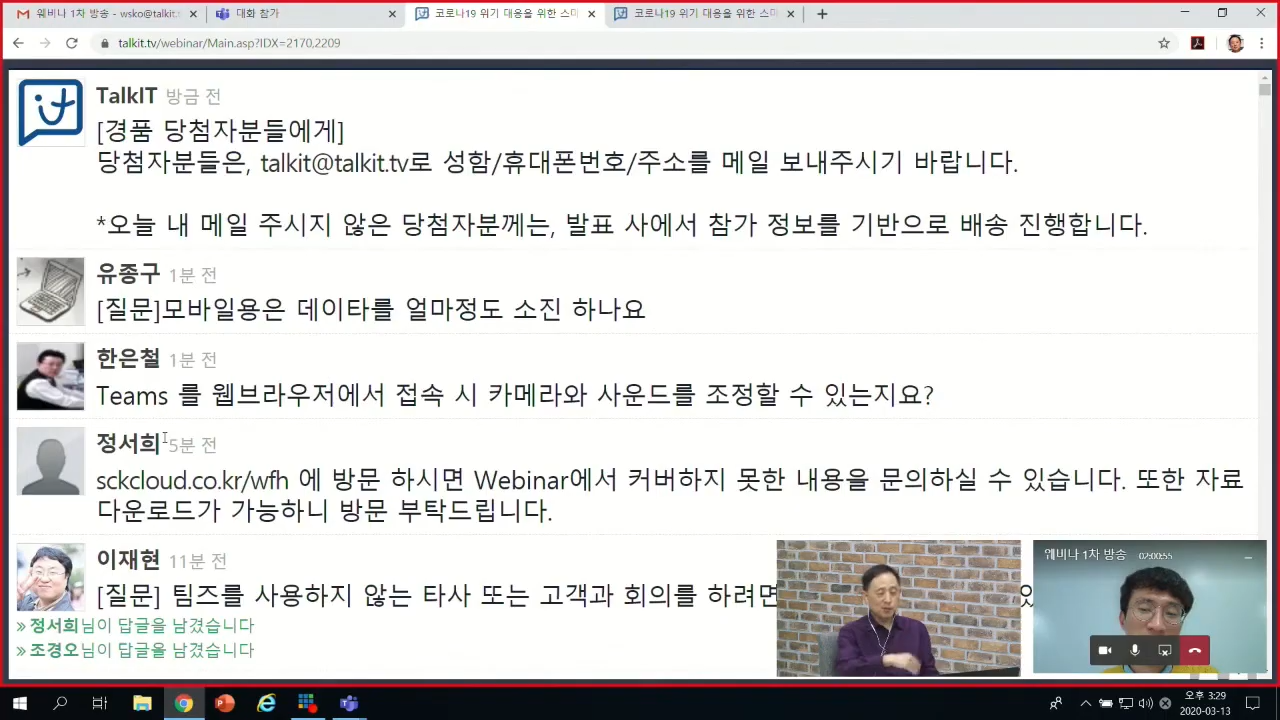 웨비나 1차 방송 - wsko@talkit.t
대화 참가
코로나19 위기 대응을 위한 스마
코로나19 위기 대응을 위한 스마
talkit.tv/webinar/Main.asp?IDX=2170,2209
TalkIT 방금 전
[경품 당첨자분들에게]
당첨자분들은, talkit@talkit.tv로 성함/휴대폰번호/주소를 메일 보내주시기 바랍니다.
*오늘 내 메일 주시지 않은 당첨자분께는, 발표 사에서 참가 정보를 기반으로 배송 진행합니다.
유종구 1분 전
[질문]모바일용은 데이타를 얼마정도 소진 하나요
한은철 1분 전
Teams 를 웹브라우저에서 접속 시 카메라와 사운드를 조정할 수 있는지요?
정서희 5분 전
sckcloud.co.kr/wfh 에 방문 하시면 Webinar에서 커버하지 못한 내용을 문의하실 수 있습니다. 또한 자료
다운로드가 가능하니 방문 부탁드립니다.
이재현 11분 전
[질문] 팀즈를 사용하지 않는 타사 또는 고객과 회의를 하려면
» 정서희님이 답글을 남겼습니다
» 조경오님이 답글을 남겼습니다
웨비나 1차 방송 02:00:55
오후 3:29
2020-03-13